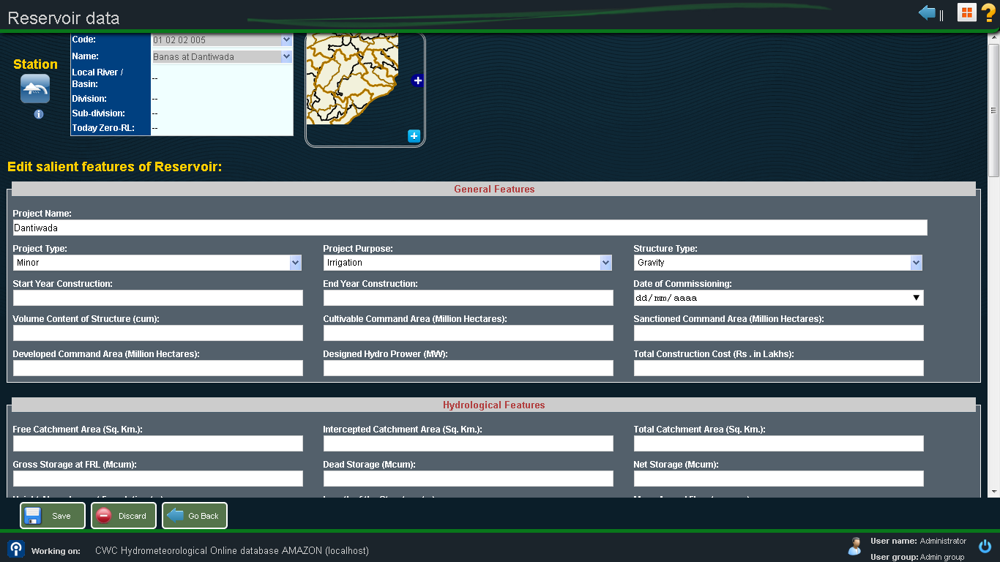 Reservoir data
Code: 01 02 02 005
Name: Banas at Dantiwada
Station
Local River /
Basin: --
Division: --
Sub-division: --
Today Zero-RL: --
Edit salient features of Reservoir:
General Features
Project Name:
Dantiwada
Project Type: Project Purpose: Structure Type:
Minor Irrigation Gravity
Start Year Construction: End Year Construction: Date of Commissioning:
dd/mm/aaaa
Volume Content of Structure (cum): Cultivable Command Area (Million Hectares): Sanctioned Command Area (Million Hectares):
Developed Command Area (Million Hectares): Designed Hydro Prower (MW): Total Construction Cost (Rs . in Lakhs):
Hydrological Features
Free Catchment Area (Sq. Km.): Intercepted Catchment Area (Sq. Km.): Total Catchment Area (Sq. Km.):
Gross Storage at FRL (Mcum): Dead Storage (Mcum): Net Storage (Mcum):
Save Discard Go Back
Working on: CWC Hydrometeorological Online database AMAZON (localhost)
User name: Administrator
User group: Admin group